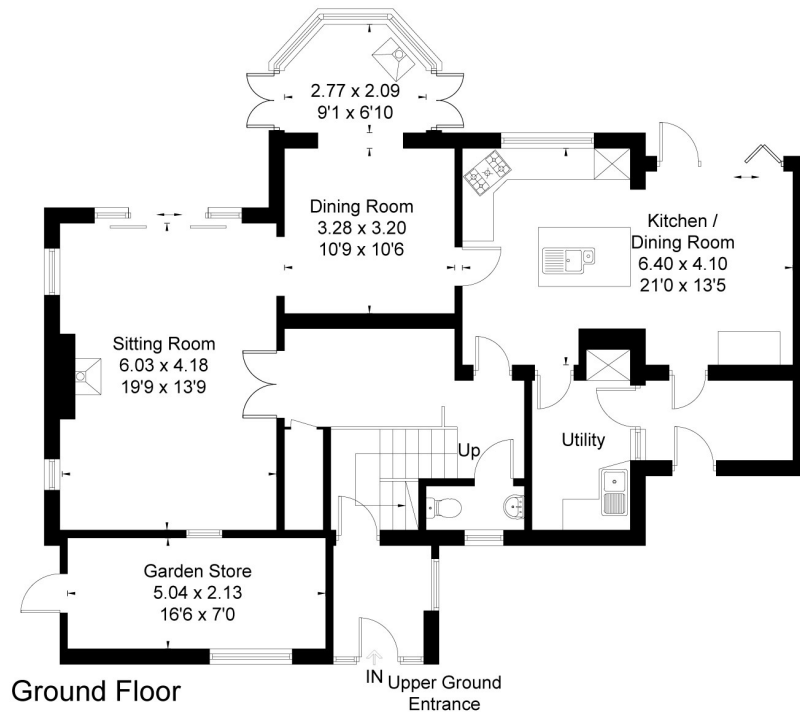 2.77 x 2.09
9'1 x 6'10
Dining Room
3.28 x 3.20
10'9 x 10'6
Kitchen /
Dining Room
6.40 x 4.10
21'0 x 13'5
Sitting Room
6.03 x 4.18
19'9 x 13'9
Up
Utility
Garden Store
5.04 x 2.13
16'6 x 7'0
IN
Upper Ground
Entrance
Ground Floor